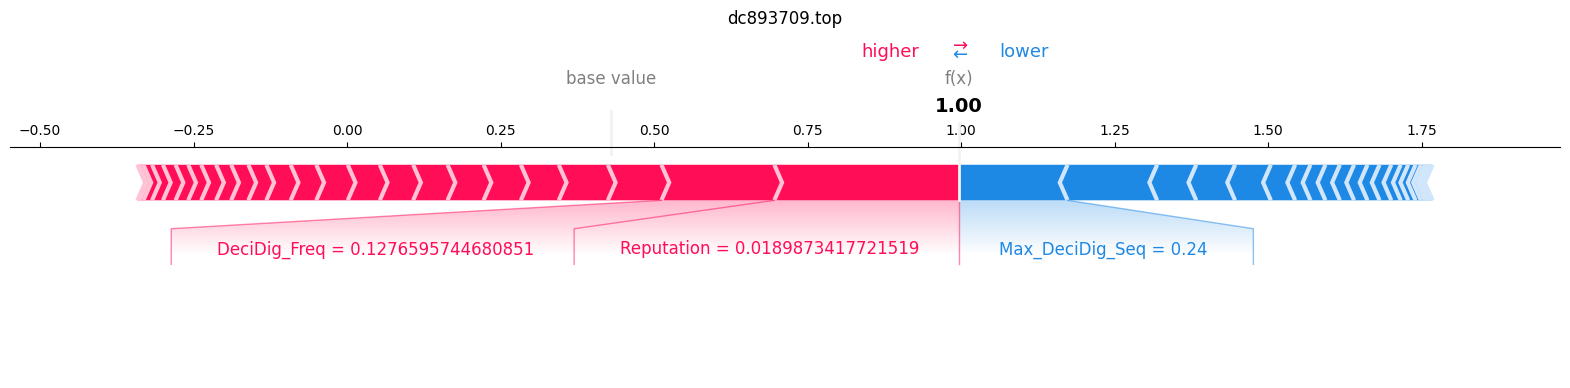 dc893709.top
higher ⇄ lower
base value f(x)
1.00
−0.50 −0.25 0.00 0.25 0.50 0.75 1.00 1.25 1.50 1.75
DeciDig_Freq = 0.1276595744680851 Reputation = 0.0189873417721519 Max_DeciDig_Seq = 0.24